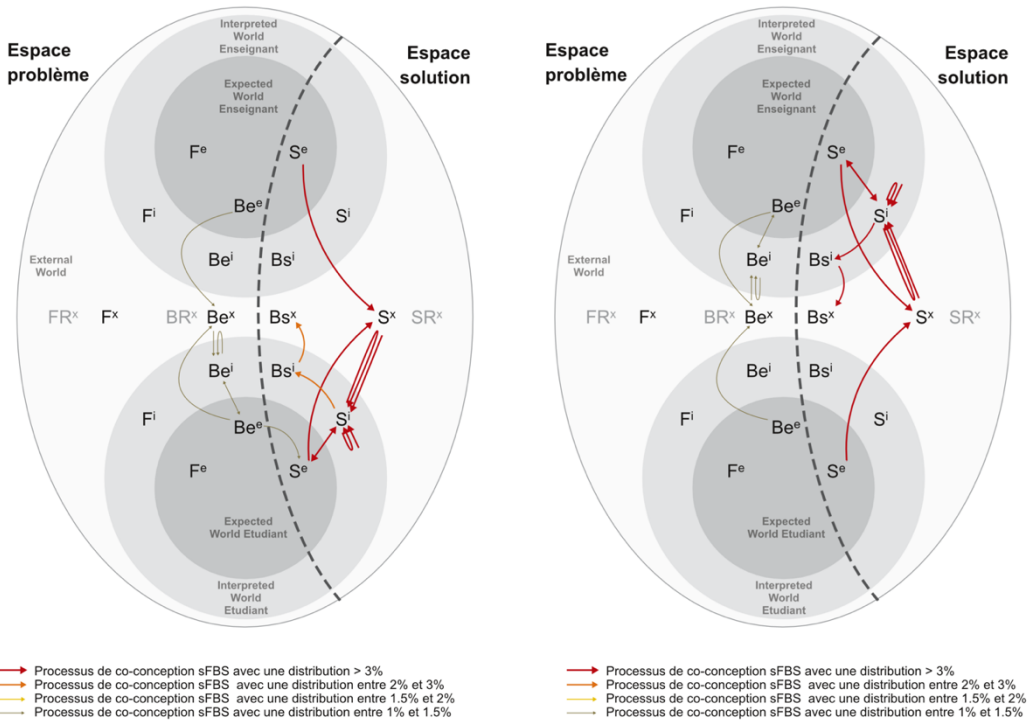 Espace
problème
Interpreted
World
Enseignant
Espace
solution
Expected
World
Enseignant
Fᵉ
Sᵉ
Beᵉ
Fⁱ
Sⁱ
Beⁱ
Bsⁱ
External
World
FRˣ
Fˣ
BRˣ
Beˣ
Bsˣ
Sˣ
SRˣ
Beⁱ
Bsⁱ
Fⁱ
Sⁱ
Beᵉ
Fᵉ
Sᵉ
Expected
World Etudiant
Interpreted
World
Etudiant
Processus de co-conception sFBS avec une distribution > 3%
Processus de co-conception sFBS avec une distribution entre 2% et 3%
Processus de co-conception sFBS avec une distribution entre 1.5% et 2%
Processus de co-conception sFBS avec une distribution entre 1% et 1.5%
Espace
problème
Interpreted
World
Enseignant
Espace
solution
Expected
World
Enseignant
Fᵉ
Sᵉ
Beᵉ
Fⁱ
Sⁱ
Beⁱ
Bsⁱ
External
World
FRˣ
Fˣ
BRˣ
Beˣ
Bsˣ
Sˣ
SRˣ
Beⁱ
Bsⁱ
Fⁱ
Sⁱ
Beᵉ
Fᵉ
Sᵉ
Expected
World Etudiant
Interpreted
World
Etudiant
Processus de co-conception sFBS avec une distribution > 3%
Processus de co-conception sFBS avec une distribution entre 2% et 3%
Processus de co-conception sFBS avec une distribution entre 1.5% et 2%
Processus de co-conception sFBS avec une distribution entre 1% et 1.5%